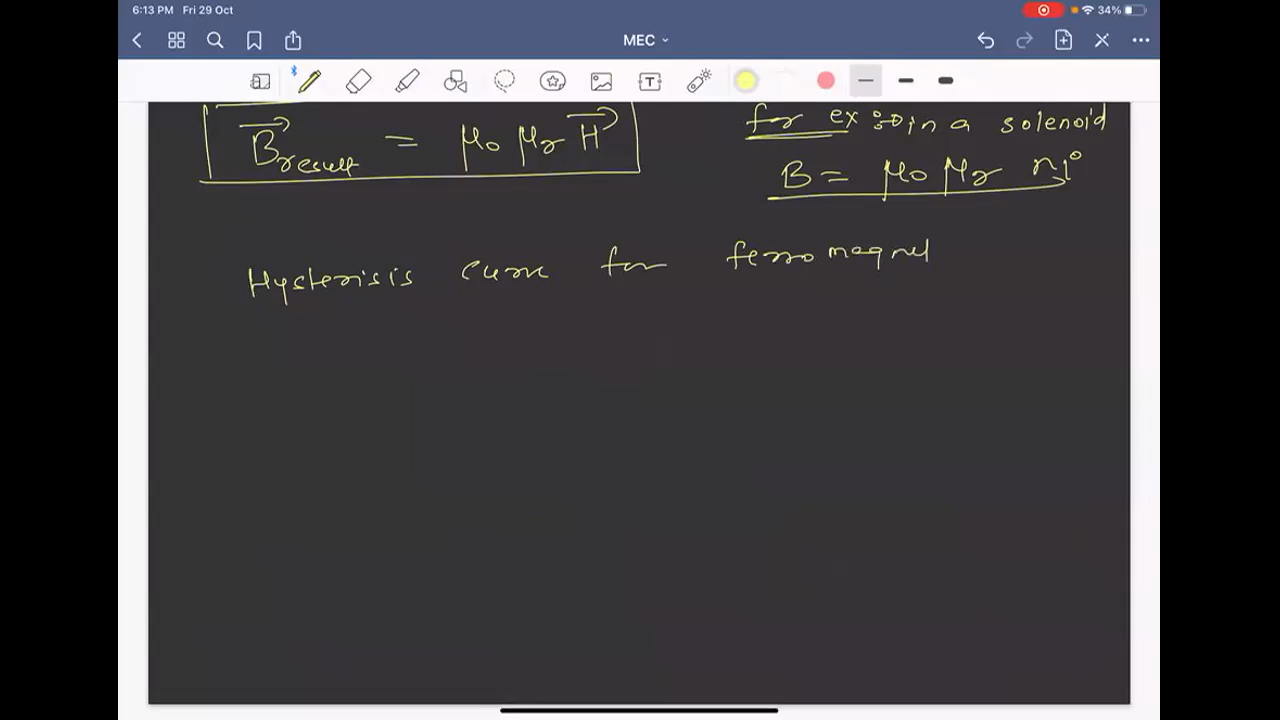 6:13 PM Fri 29 Oct
34%
MEC
B result = μ₀ μr H
for ex :→ in a solenoid
B = μ₀ μr ni
Hysterisis curve for ferromagnet